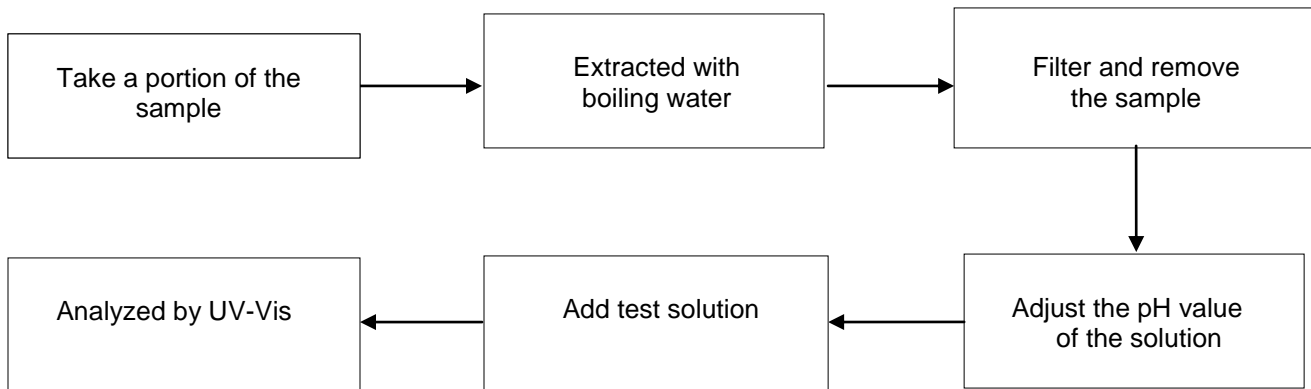 Take a portion of the
sample
Extracted with
boiling water
Filter and remove
the sample
Adjust the pH value
of the solution
Add test solution
Analyzed by UV-Vis